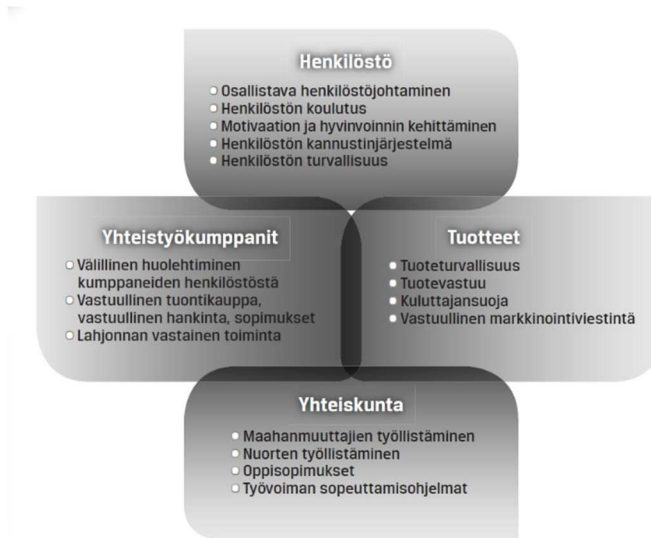 Henkilöstö
Osallistava henkilöstöjohtaminen
Henkilöstön koulutus
Motivaation ja hyvinvoinnin kehittäminen
Henkilöstön kannustinjärjestelmä
Henkilöstön turvallisuus
Yhteistyökumppanit
Välillinen huolehtiminen
kumppaneiden henkilöstöstä
Vastuullinen tuontikauppa,
vastuullinen hankinta, sopimukset
Lahjonnan vastainen toiminta
Tuotteet
Tuoteturvallisuus
Tuotevastuu
Kuluttajansuoja
Vastuullinen markkinointiviestintä
Yhteiskunta
Maahanmuuttajien työllistäminen
Nuorten työllistäminen
Oppisopimukset
Työvoiman sopeuttamisohjelmat